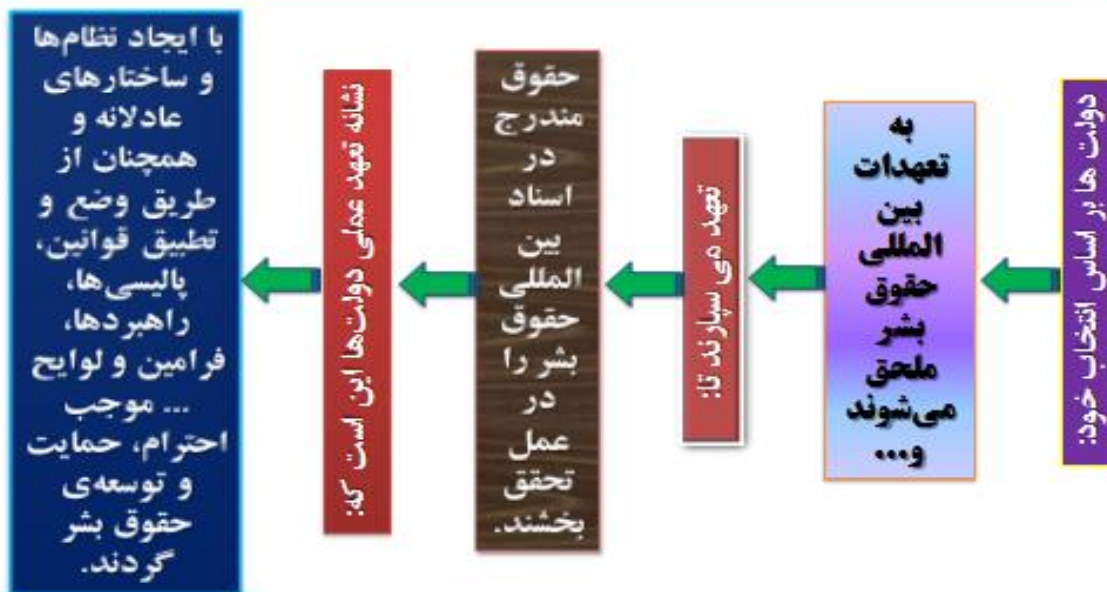 دولت ها بر اساس انتخاب خود:
به
تعهدات
بین
المللی
حقوق
بشر
ملحق
می‌شوند
و...
تعهد می سپارند تا:
حقوق
مندرج
در
اسناد
بین
المللی
حقوق
بشر را
در
عمل
تحقق
بخشند.
نشانه تعهد عملی دولت‌ها این است که:
با ایجاد نظام‌ها
و ساختارهای
عادلانه و
همچنان از
طریق وضع و
تطبیق قوانین،
پالیسی‌ها،
راهبردها،
فرامین و لوایح
... موجب
احترام، حمایت
و توسعه‌ی
حقوق بشر
گردند.